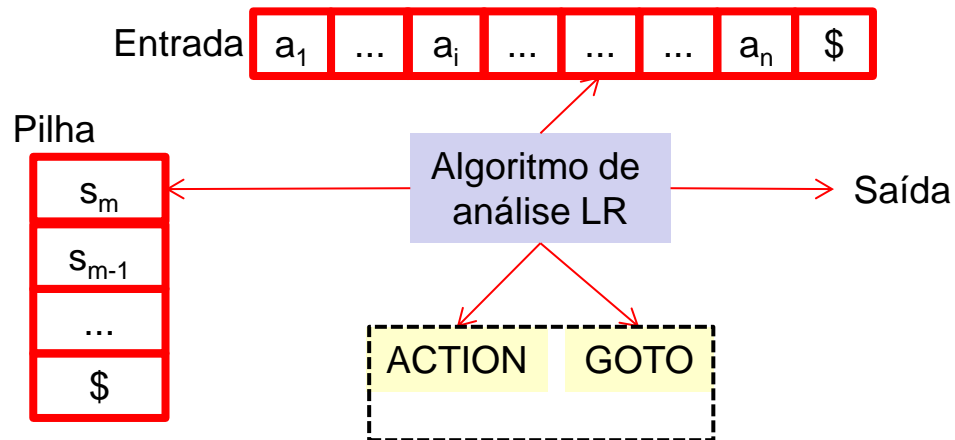 Entrada a₁ ... aᵢ ... ... ... aₙ $
Pilha
Algoritmo de
análise LR
Saída
sₘ
sₘ₋₁
...
$
ACTION GOTO